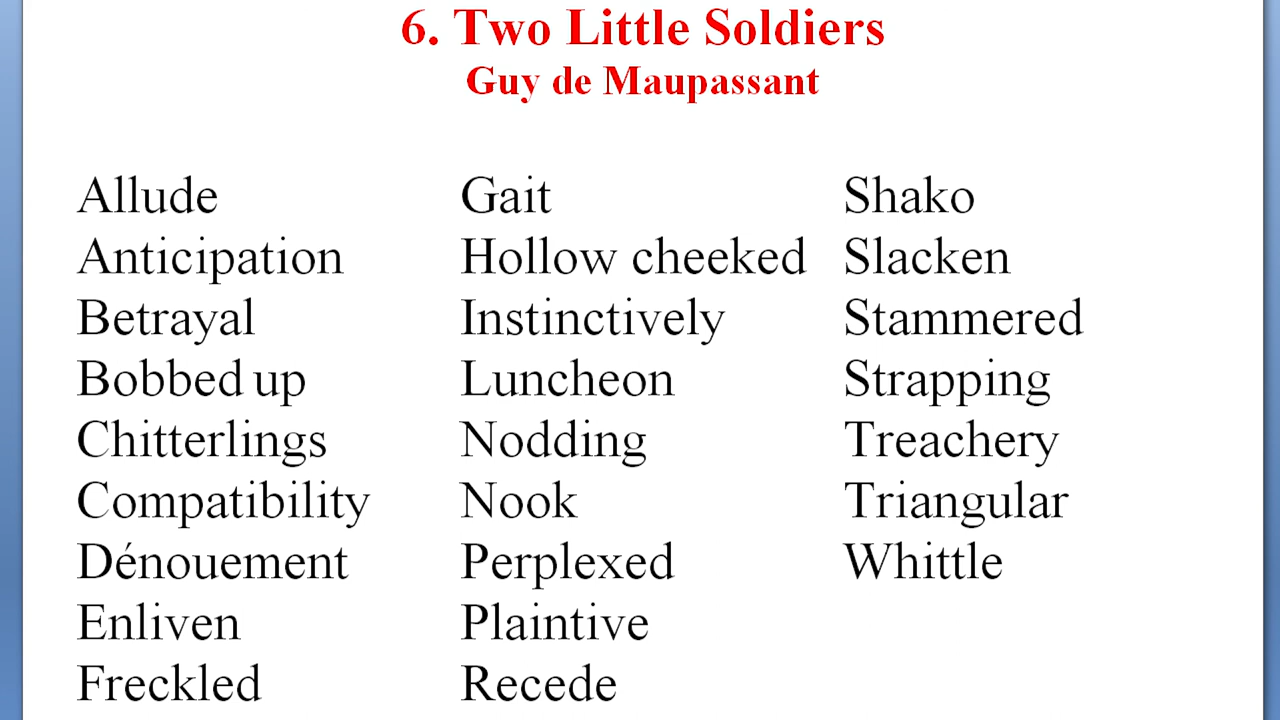 6. Two Little Soldiers
Guy de Maupassant
Allude
Anticipation
Betrayal
Bobbed up
Chitterlings
Compatibility
Dénouement
Enliven
Freckled
Gait
Hollow cheeked
Instinctively
Luncheon
Nodding
Nook
Perplexed
Plaintive
Recede
Shako
Slacken
Stammered
Strapping
Treachery
Triangular
Whittle